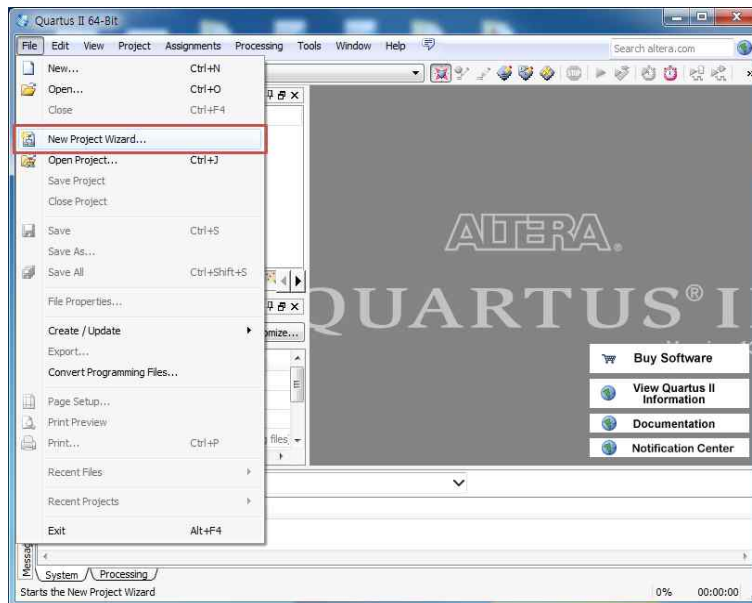 Quartus II 64-Bit
File Edit View Project Assignments Processing Tools Window Help
Search altera.com
New... Ctrl+N
Open... Ctrl+O
Close Ctrl+F4
New Project Wizard...
Open Project... Ctrl+J
Save Project
Close Project
Save Ctrl+S
Save As...
Save All Ctrl+Shift+S
File Properties...
Create / Update
Export...
Convert Programming Files...
Page Setup...
Print Preview
Print... Ctrl+P
Recent Files
Recent Projects
Exit Alt+F4
files
ALTERA®
QUARTUS® I
Buy Software
View Quartus II
Information
Documentation
Notification Center
System Processing
Starts the New Project Wizard
0% 00:00:00